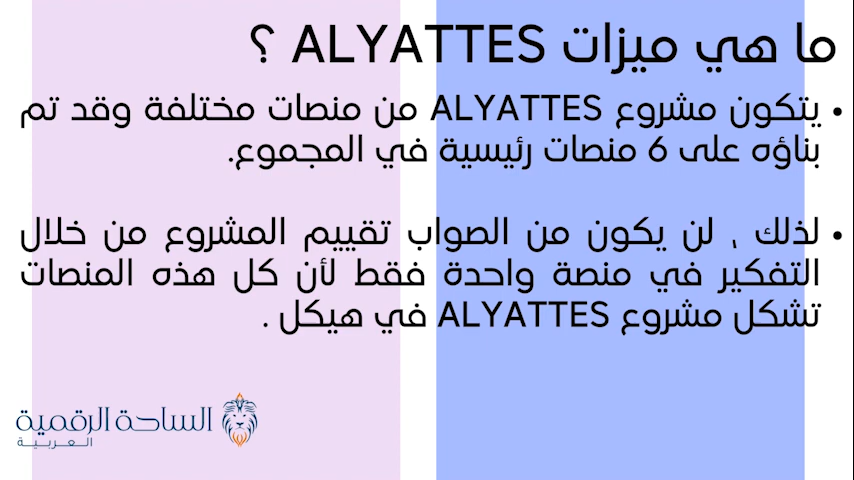 ما هي ميزات ALYATTES ؟
• يتكون مشروع ALYATTES من منصات مختلفة وقد تم
بناؤه على 6 منصات رئيسية في المجموع.
• لذلك ، لن يكون من الصواب تقييم المشروع من خلال
التفكير في منصة واحدة فقط لأن كل هذه المنصات
تشكل مشروع ALYATTES في هيكل .
الساحة الرقمية
العربية